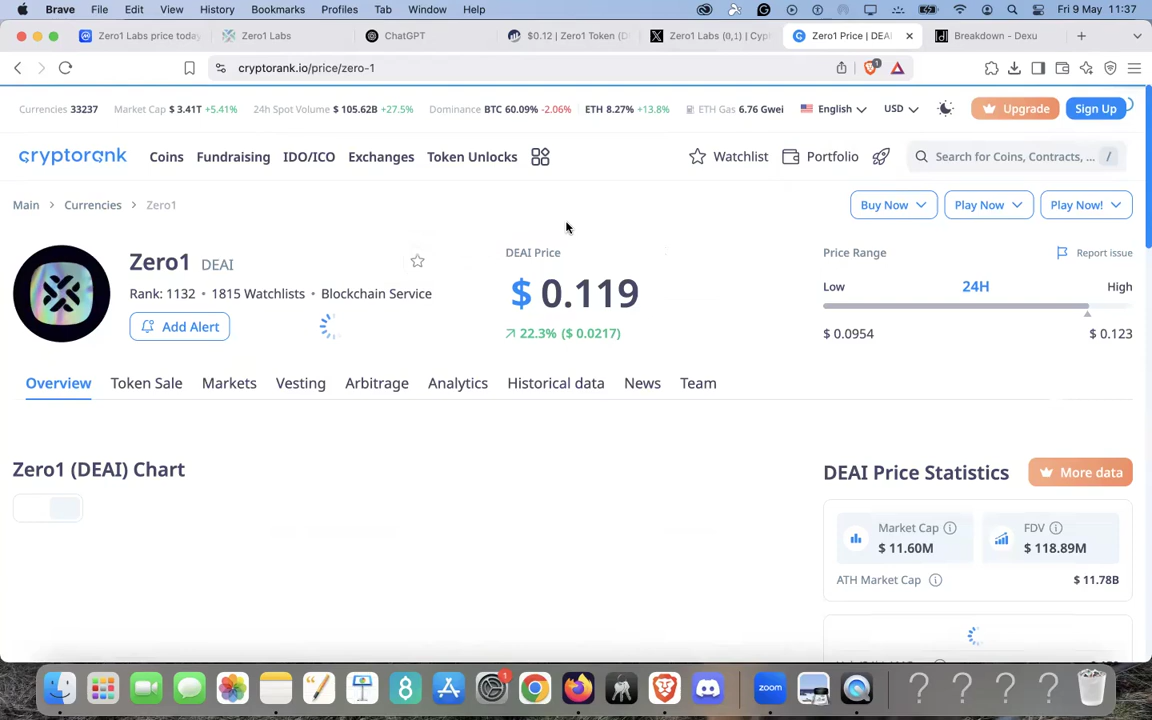 Brave File Edit View History Bookmarks Profiles Tab Window Help Fri 9 May 11:37
Zero1 Labs price today Zero1 Labs ChatGPT $0.12 | Zero1 Token (D Zero1 Labs (0,1) | Cyp Zero1 Price | DEAI Breakdown - Dexu
cryptorank.io/price/zero-1 1
Currencies 33237 Market Cap $ 3.41T +5.41% 24h Spot Volume $ 105.62B +27.5% Dominance BTC 60.09% -2.06% ETH 8.27% +13.8% ETH Gas 6.76 Gwei English USD Upgrade Sign Up
cryptorank Coins Fundraising IDO/ICO Exchanges Token Unlocks Watchlist Portfolio Search for Coins, Contracts, ... /
Main > Currencies > Zero1 Buy Now Play Now Play Now!
Zero1 DEAI
Rank: 1132 • 1815 Watchlists • Blockchain Service
Add Alert
DEAI Price
$ 0.119
22.3% ($ 0.0217)
Price Range Report issue
Low 24H High
$ 0.0954 $ 0.123
Overview Token Sale Markets Vesting Arbitrage Analytics Historical data News Team
Zero1 (DEAI) Chart
DEAI Price Statistics More data
Market Cap FDV
$ 11.60M $ 118.89M
ATH Market Cap $ 11.78B
8 1 zoom ? ? ? ?